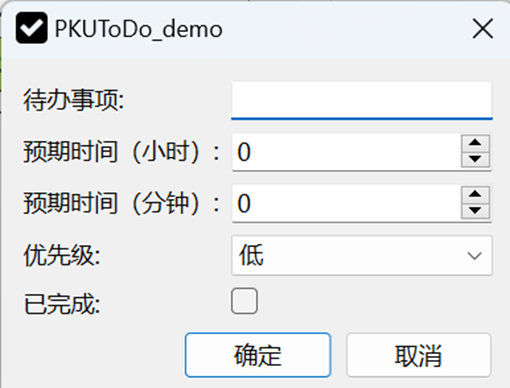 PKUToDo_demo
待办事项:
预期时间（小时）: 0
预期时间（分钟）: 0
优先级: 低
已完成:
确定 取消